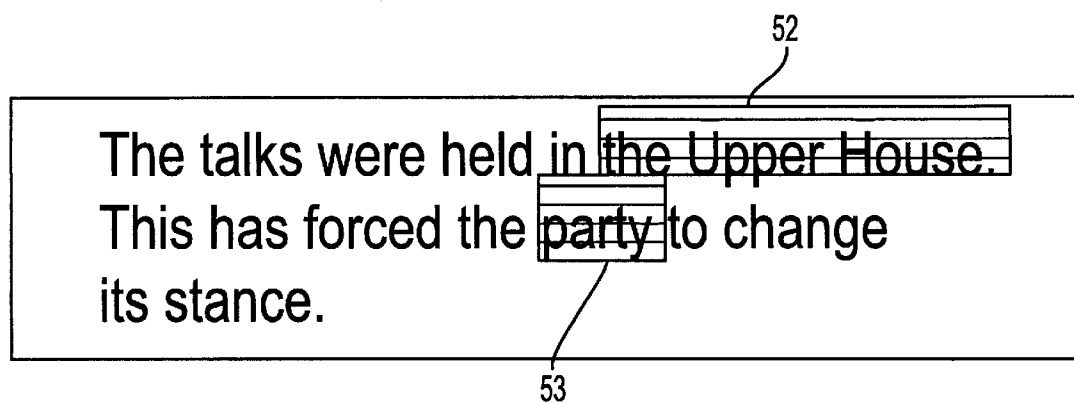 52
The talks were held in the Upper House.
This has forced the party to change
its stance.
53